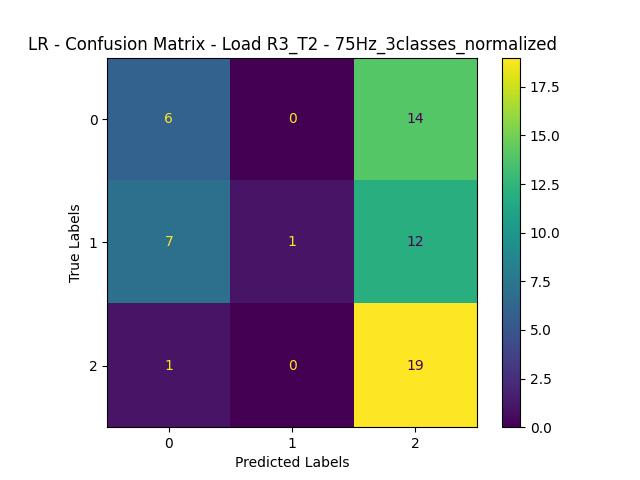 LR - Confusion Matrix - Load R3_T2 - 75Hz_3classes_normalized
True Labels
0 6 0 14
1 7 1 12
2 1 0 19
0 1 2
Predicted Labels
17.5
15.0
12.5
10.0
7.5
5.0
2.5
0.0